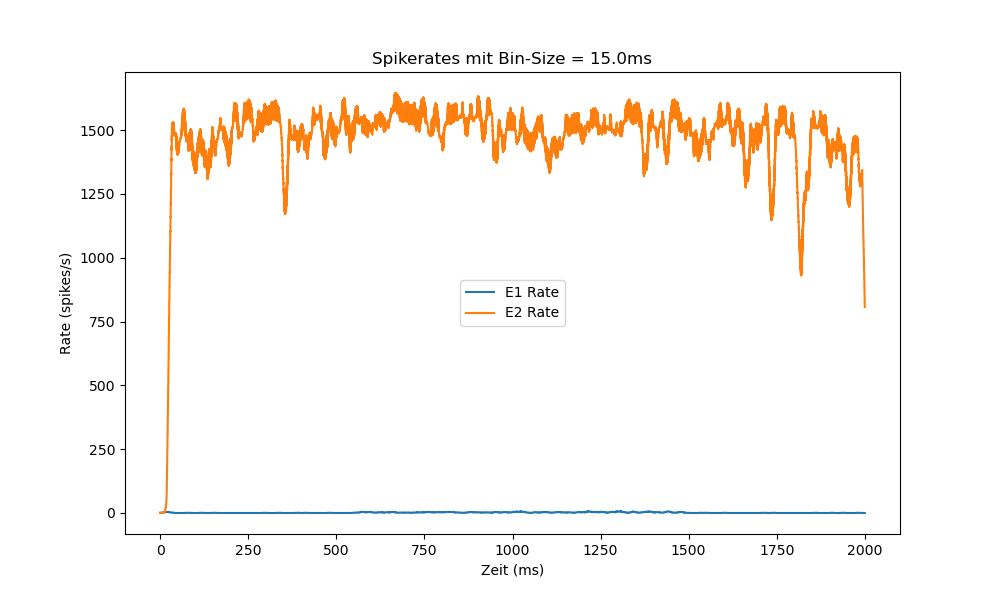 Spikerates mit Bin-Size = 15.0ms
Rate (spikes/s)
1500
1250
1000
750
500
250
0
E1 Rate
E2 Rate
0 250 500 750 1000 1250 1500 1750 2000
Zeit (ms)